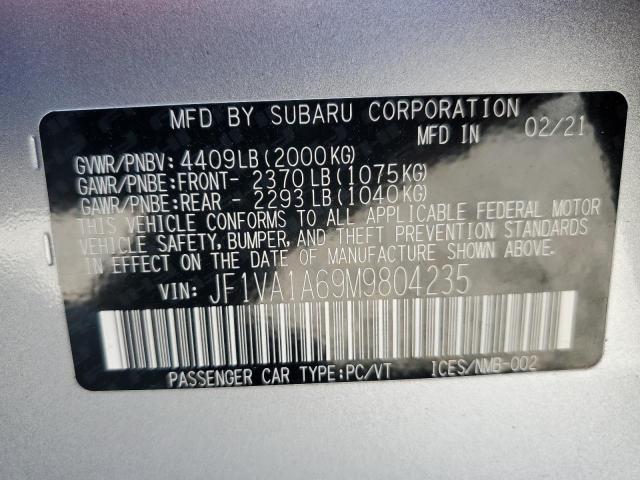 MFD BY SUBARU CORPORATION
MFD IN 02/21
GVWR/PNBV: 4409LB(2000KG)
GAWR/PNBE:FRONT- 2370LB(1075KG)
GAWR/PNBE:REAR - 2293LB(1040KG)
THIS VEHICLE CONFORMS TO ALL APPLICABLE FEDERAL MOTOR
VEHICLE SAFETY, BUMPER, AND THEFT PREVENTION STANDARDS
IN EFFECT ON THE DATE OF MANUFACTURE SHOWN ABOVE.
VIN: JF1VA1A69M9804235
PASSENGER CAR TYPE:PC/VT ICES/NMB-002